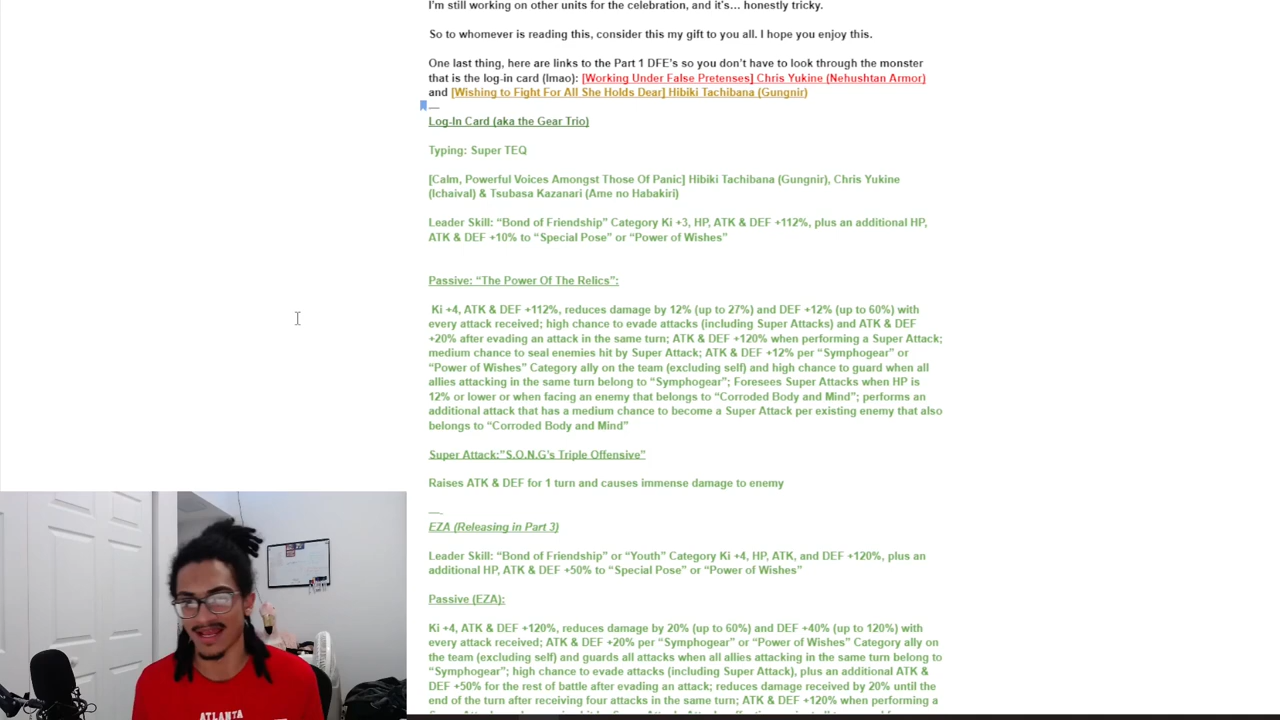 I'm still working on other units for the celebration, and it's… honestly tricky.
So to whomever is reading this, consider this my gift to you all. I hope you enjoy this.
One last thing, here are links to the Part 1 DFE's so you don't have to look through the monster
that is the log-in card (lmao): [Working Under False Pretenses] Chris Yukine (Nehushtan Armor)
and [Wishing to Fight For All She Holds Dear] Hibiki Tachibana (Gungnir)
—
Log-In Card (aka the Gear Trio)
Typing: Super TEQ
[Calm, Powerful Voices Amongst Those Of Panic] Hibiki Tachibana (Gungnir), Chris Yukine
(Ichaival) & Tsubasa Kazanari (Ame no Habakiri)
Leader Skill: “Bond of Friendship” Category Ki +3, HP, ATK & DEF +112%, plus an additional HP,
ATK & DEF +10% to “Special Pose” or “Power of Wishes”
Passive: “The Power Of The Relics”:
Ki +4, ATK & DEF +112%, reduces damage by 12% (up to 27%) and DEF +12% (up to 60%) with
every attack received; high chance to evade attacks (including Super Attacks) and ATK & DEF
+20% after evading an attack in the same turn; ATK & DEF +120% when performing a Super Attack;
medium chance to seal enemies hit by Super Attack; ATK & DEF +12% per “Symphogear” or
“Power of Wishes” Category ally on the team (excluding self) and high chance to guard when all
allies attacking in the same turn belong to “Symphogear”; Foresees Super Attacks when HP is
12% or lower or when facing an enemy that belongs to “Corroded Body and Mind”; performs an
additional attack that has a medium chance to become a Super Attack per existing enemy that also
belongs to “Corroded Body and Mind”
Super Attack:”S.O.N.G's Triple Offensive”
Raises ATK & DEF for 1 turn and causes immense damage to enemy
—-
EZA (Releasing in Part 3)
Leader Skill: “Bond of Friendship” or “Youth” Category Ki +4, HP, ATK, and DEF +120%, plus an
additional HP, ATK & DEF +50% to “Special Pose” or “Power of Wishes”
Passive (EZA):
Ki +4, ATK & DEF +120%, reduces damage by 20% (up to 60%) and DEF +40% (up to 120%) with
every attack received; ATK & DEF +20% per “Symphogear” or “Power of Wishes” Category ally on
the team (excluding self) and guards all attacks when all allies attacking in the same turn belong to
“Symphogear”; high chance to evade attacks (including Super Attack), plus an additional ATK &
DEF +50% for the rest of battle after evading an attack; reduces damage received by 20% until the
end of the turn after receiving four attacks in the same turn; ATK & DEF +120% when performing a
ATLANTA